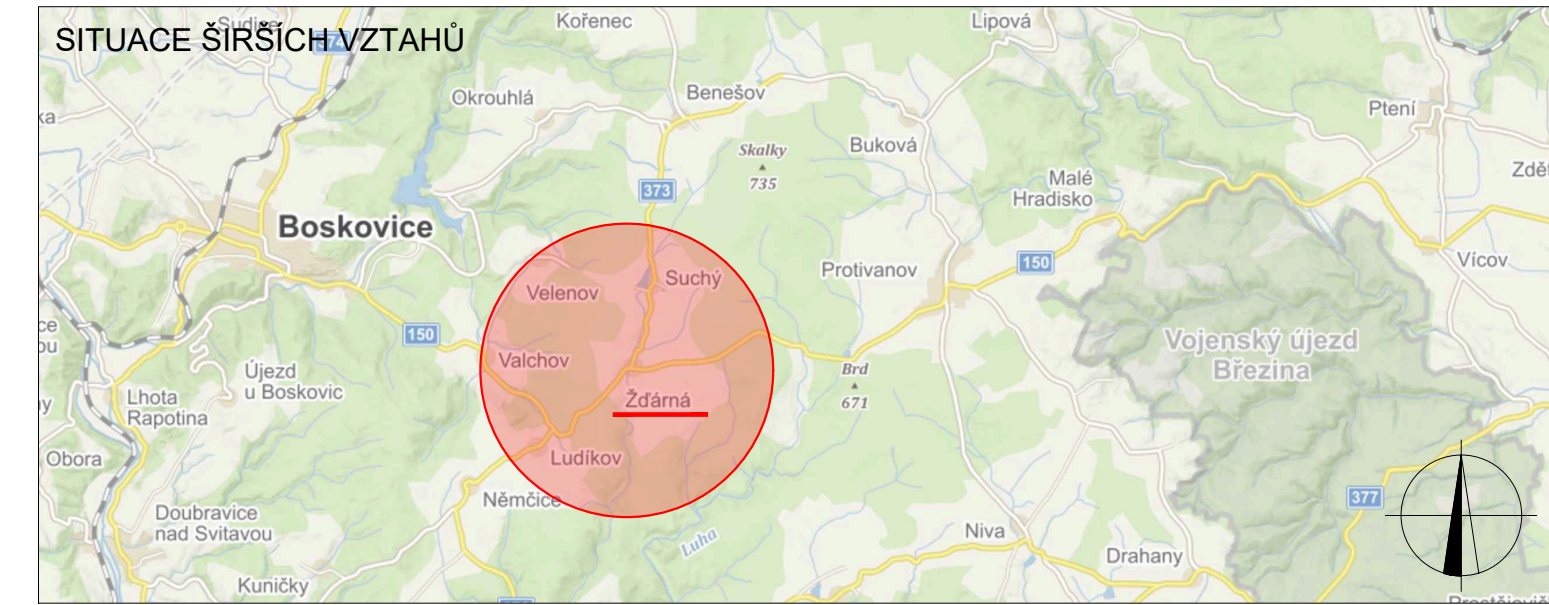 SITUACE ŠIRŠÍCH VZTAHŮ
Sudice
Kořenec
Lipová
373
Okrouhlá
Benešov
Ptení
Skalky
735
Buková
373
Malé
Hradisko
Boskovice
Suchý
Protivanov
150
Vícov
Velenov
150
Valchov
Vojenský újezd
Březina
Újezd
u Boskovic
Brd
671
Lhota
Rapotina
Žďárná
Obora
Ludíkov
Němčice
377
Doubravice
nad Svitavou
Luha
Niva
Drahany
Kuničky